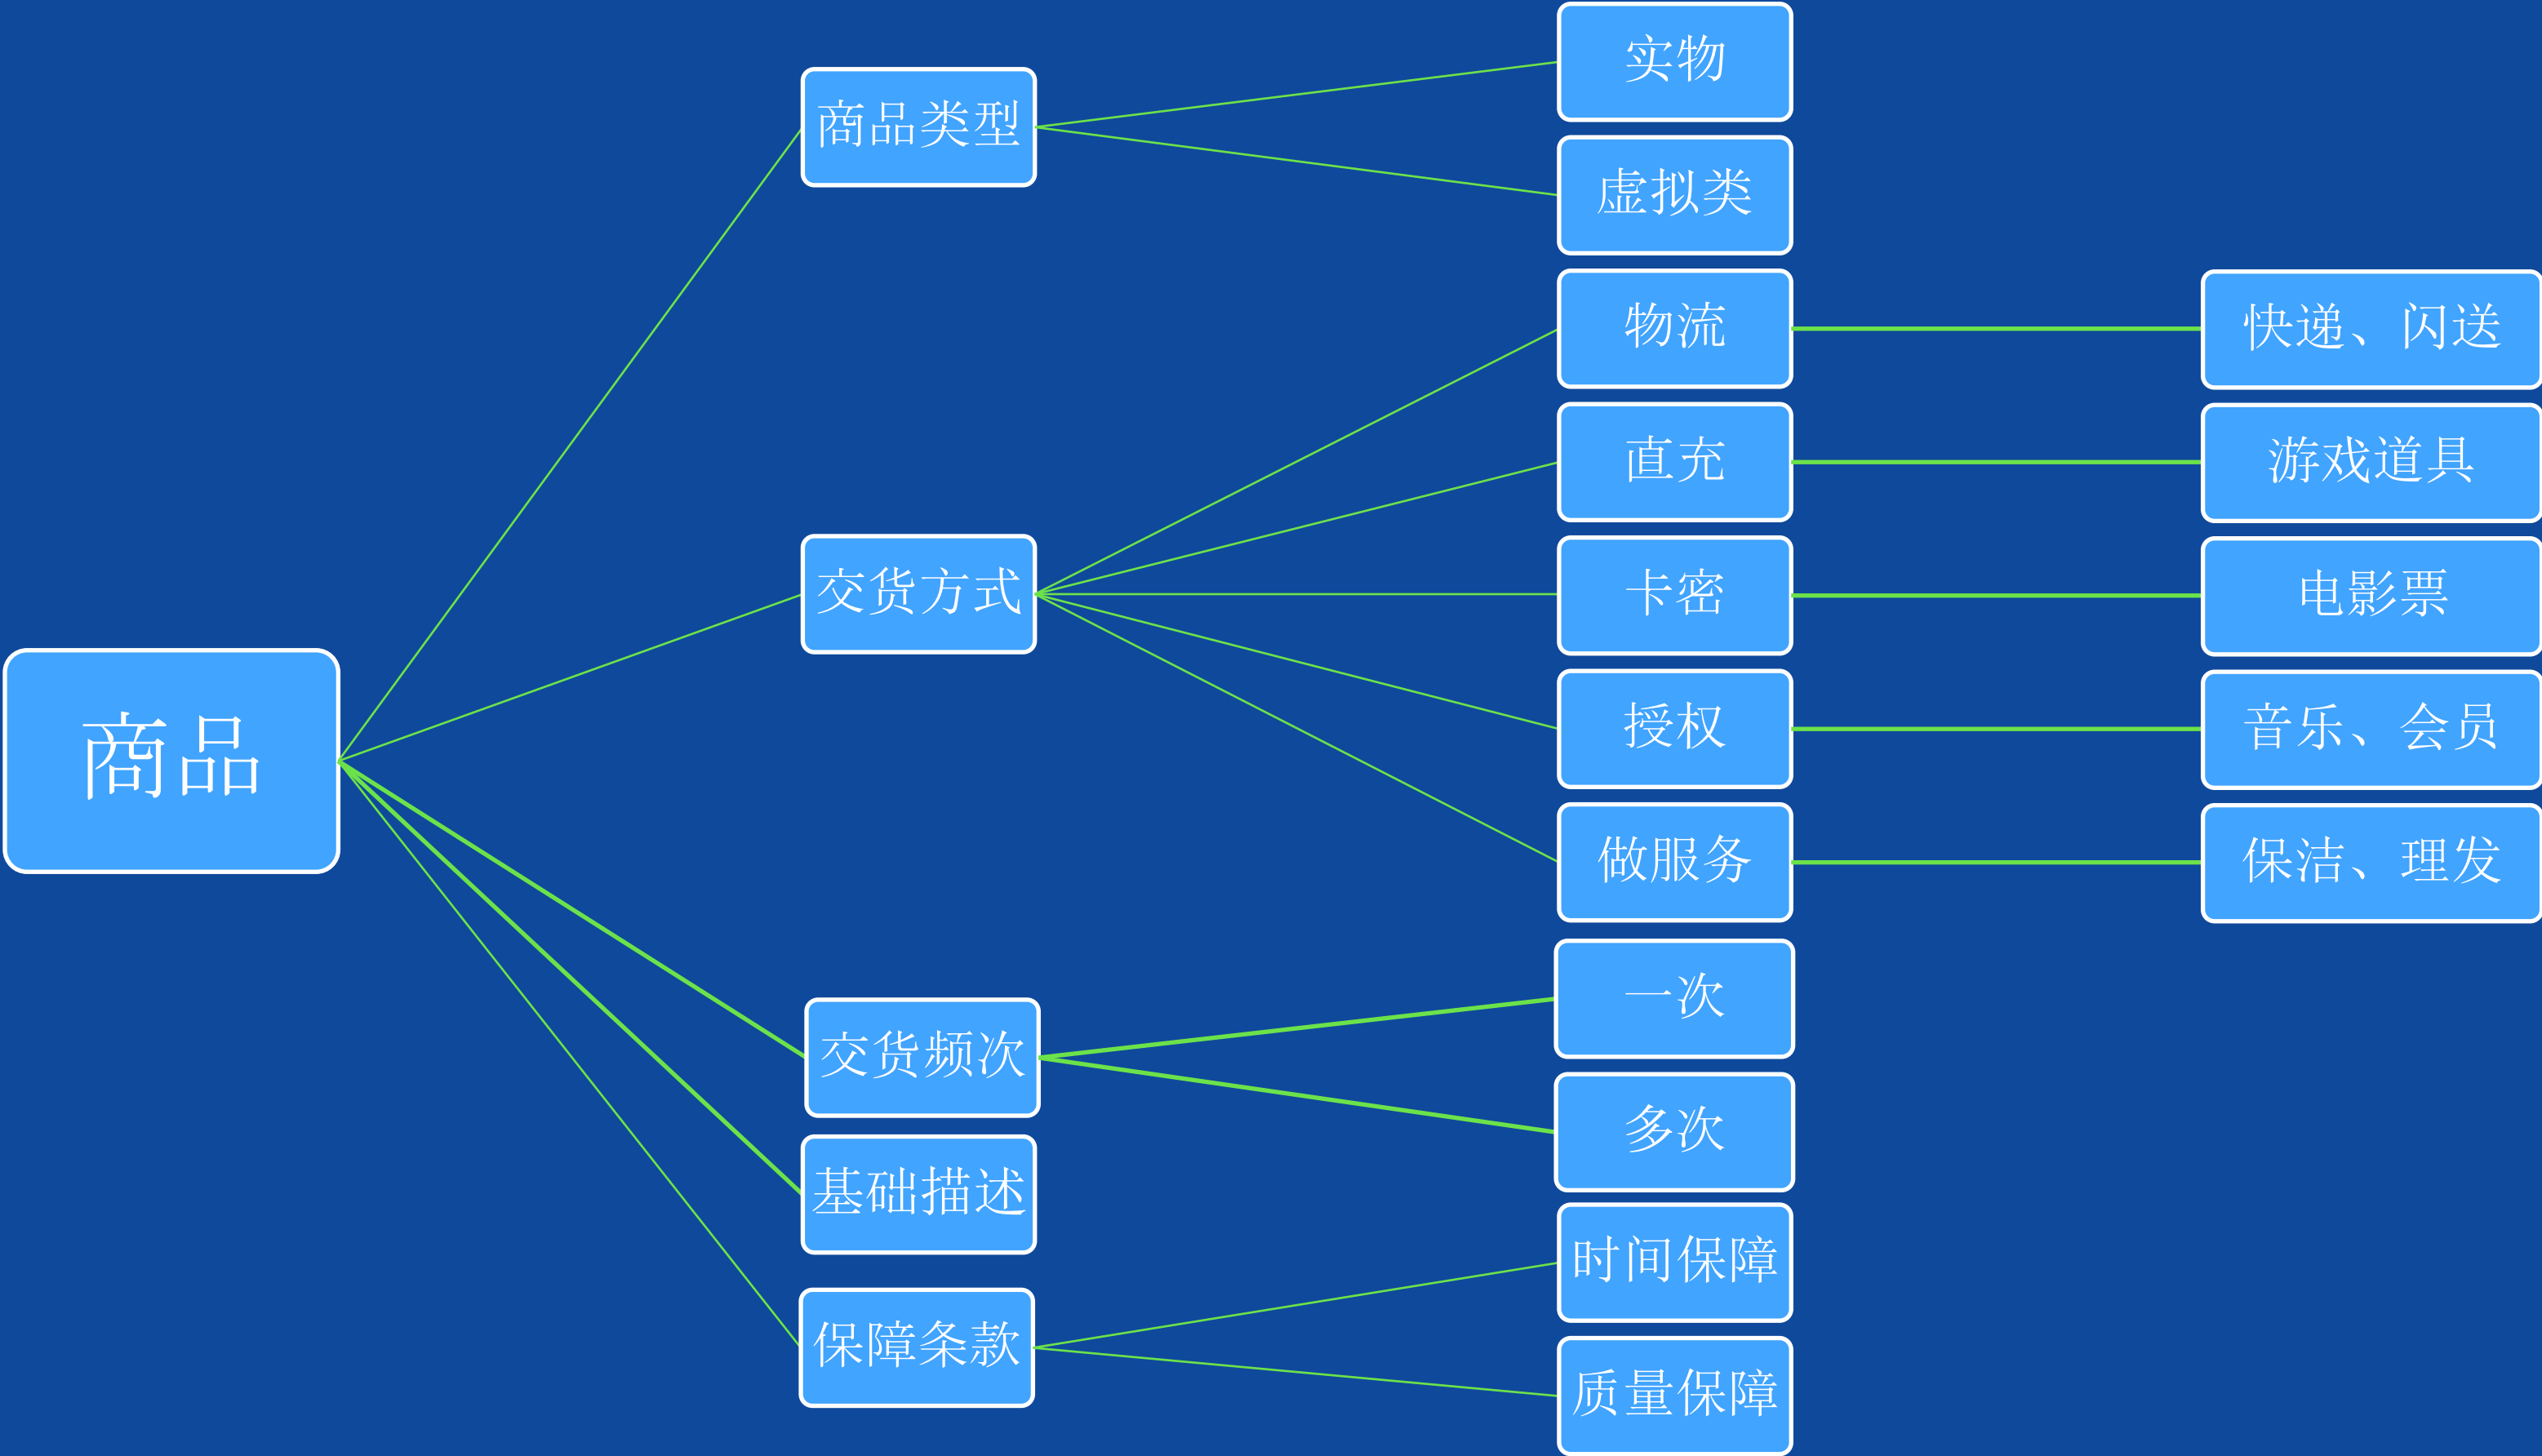 商品
商品类型
实物
虚拟类
交货方式
物流
快递、闪送
直充
游戏道具
卡密
电影票
授权
音乐、会员
做服务
保洁、理发
交货频次
一次
多次
基础描述
保障条款
时间保障
质量保障